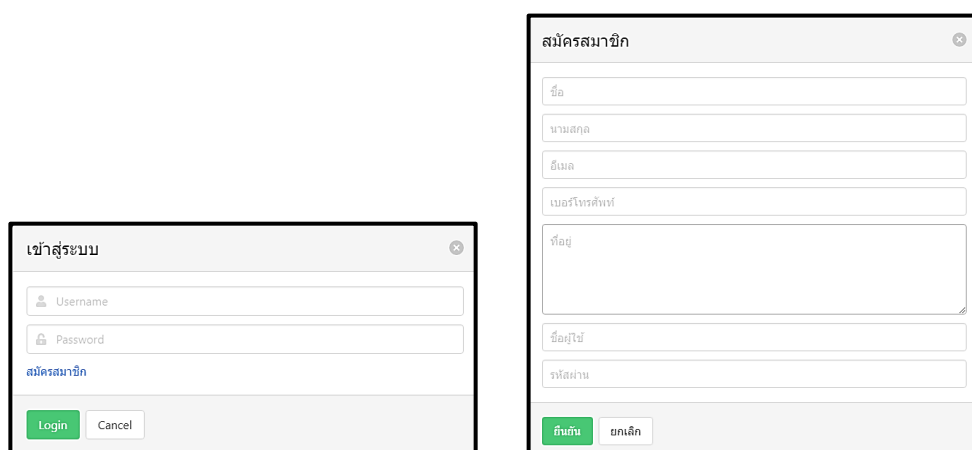 เข้าสู่ระบบ
Username
Password
สมัครสมาชิก
Login
Cancel
สมัครสมาชิก
ชื่อ
นามสกุล
อีเมล
เบอร์โทรศัพท์
ที่อยู่
ชื่อผู้ใช้
รหัสผ่าน
ยืนยัน
ยกเลิก